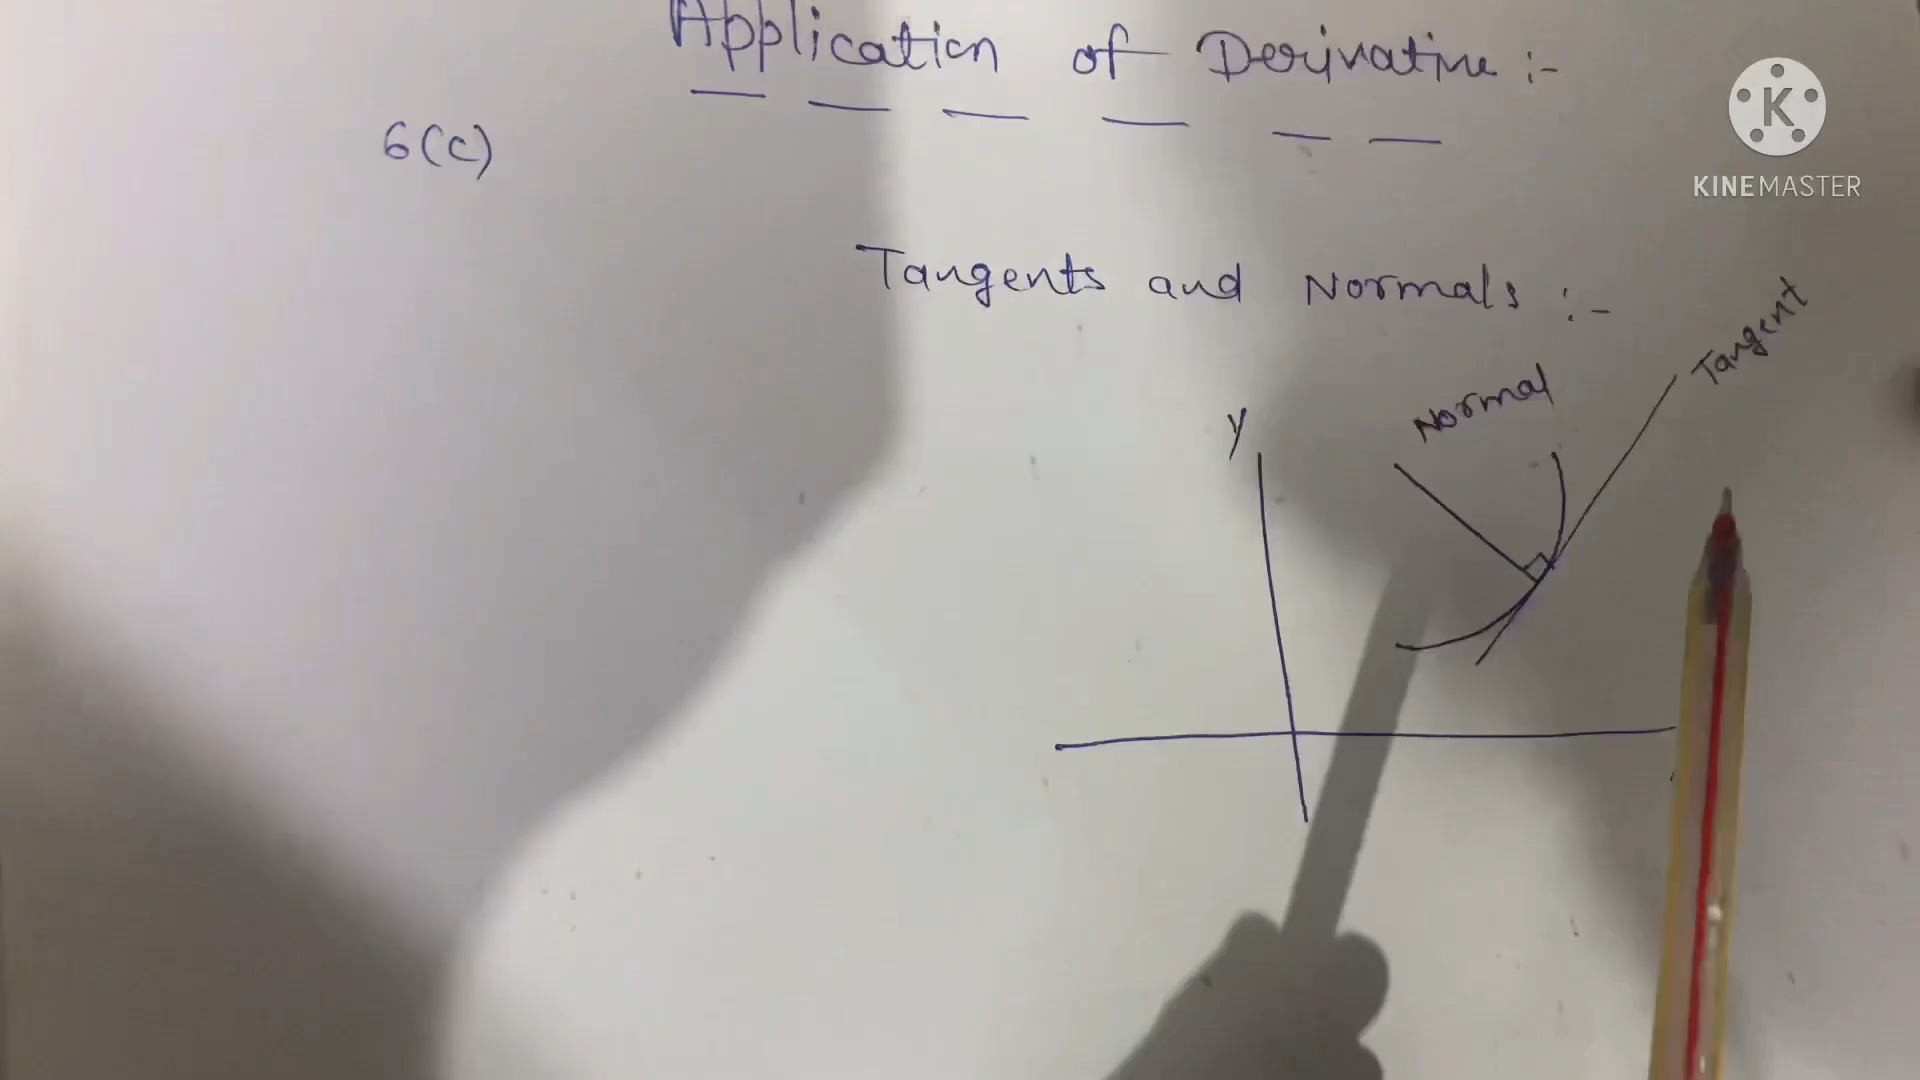 Application of Derivative :-
6(c)
Tangents and Normals :-
Tangent
Normal
y
K
KINEMASTER